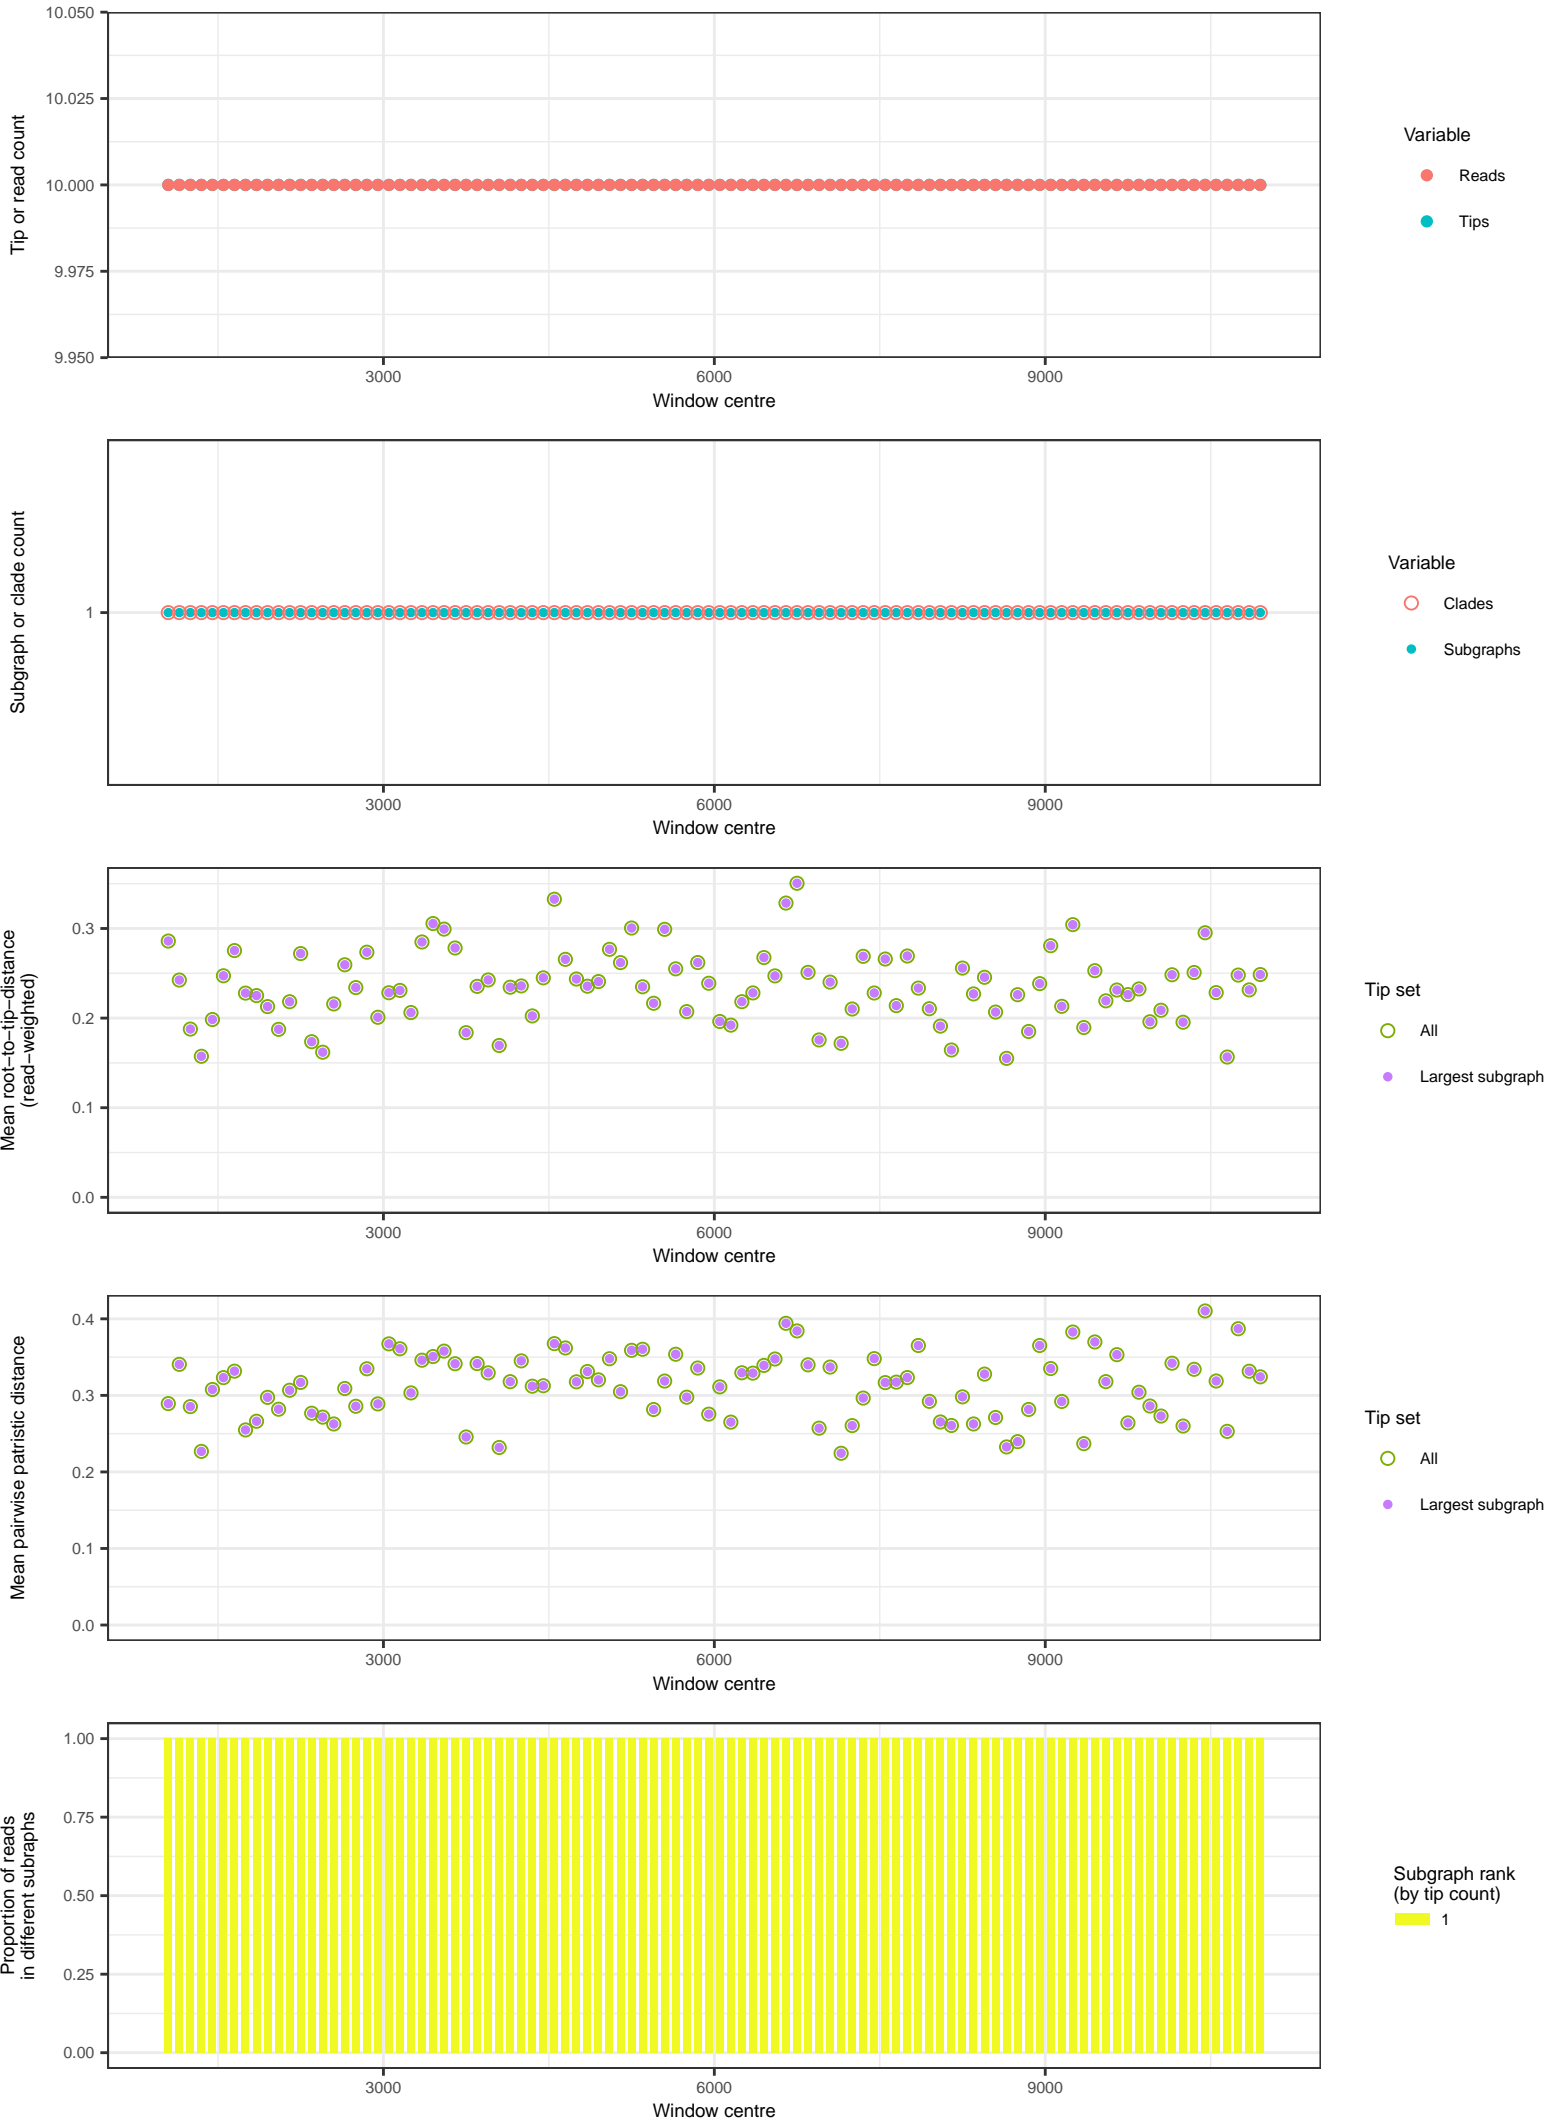 10.050
10.025
10.000
9.975
9.950
Tip or read count
3000
6000
9000
Window centre
Variable
Reads
Tips
1
Subgraph or clade count
3000
6000
9000
Window centre
Variable
Clades
Subgraphs
0.3
0.2
0.1
0.0
Mean root−to−tip−distance
(read−weighted)
3000
6000
9000
Window centre
Tip set
All
Largest subgraph
0.4
0.3
0.2
0.1
0.0
Mean pairwise patristic distance
3000
6000
9000
Window centre
Tip set
All
Largest subgraph
1.00
0.75
0.50
0.25
0.00
Proportion of reads
in different subraphs
3000
6000
9000
Window centre
Subgraph rank
(by tip count)
1